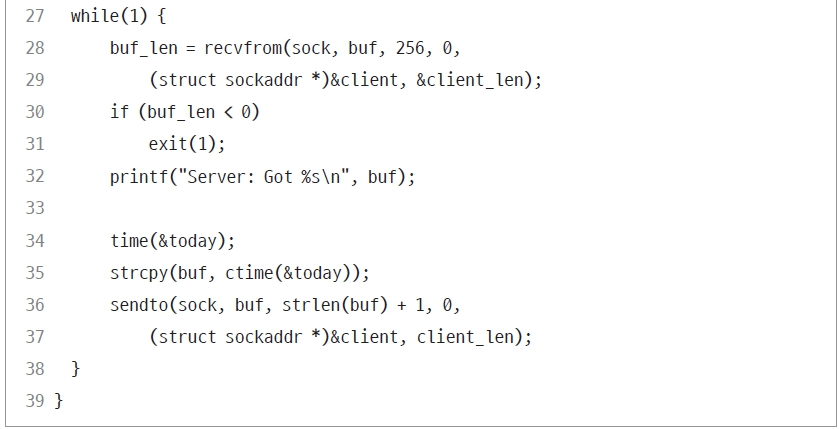 27 while(1) {
28 buf_len = recvfrom(sock, buf, 256, 0,
29 (struct sockaddr *)&client, &client_len);
30 if (buf_len < 0)
31 exit(1);
32 printf("Server: Got %s\n", buf);
33
34 time(&today);
35 strcpy(buf, ctime(&today));
36 sendto(sock, buf, strlen(buf) + 1, 0,
37 (struct sockaddr *)&client, client_len);
38 }
39 }